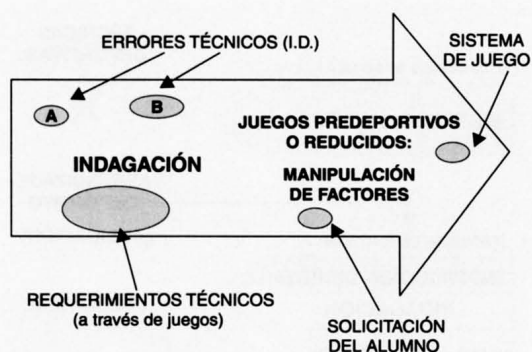 ERRORES TÉCNICOS (I.D.)
SISTEMA
DE JUEGO
A
B
JUEGOS PREDEPORTIVOS
O REDUCIDOS:
INDAGACIÓN
MANIPULACIÓN
DE FACTORES
REQUERIMIENTOS TÉCNICOS
(a través de juegos)
SOLICITACIÓN
DEL ALUMNO